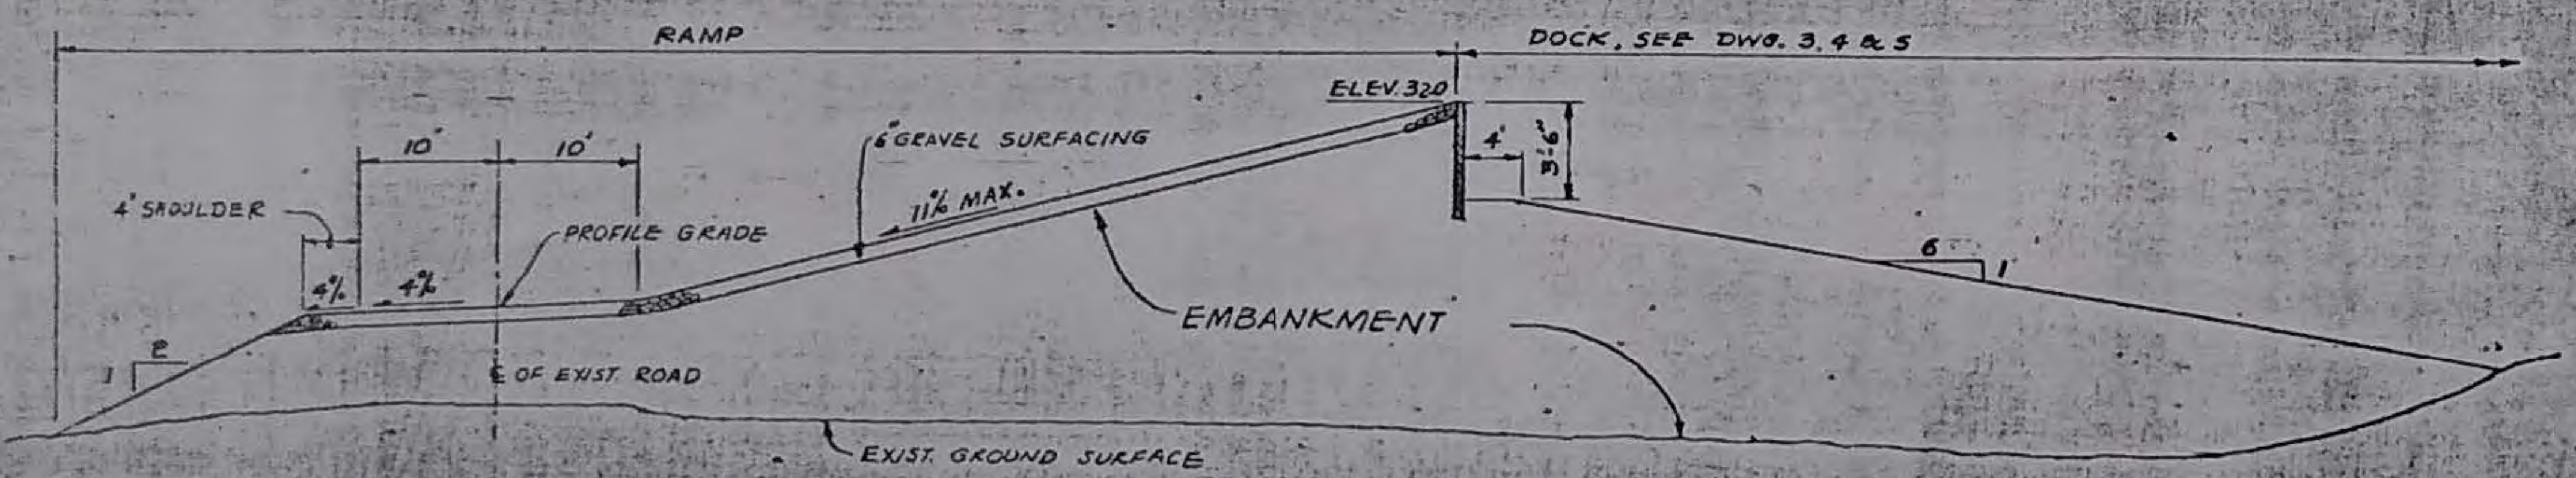 RAMP
DOCK, SEE DWG. 3, 4 & 5
ELEV. 320
10'
10'
6" GRAVEL SURFACING
4'
3'-6"
11% MAX.
4' SHOULDER
PROFILE GRADE
4%
4%
6
1
EMBANKMENT
2
1
℄ OF EXIST. ROAD
EXIST. GROUND SURFACE